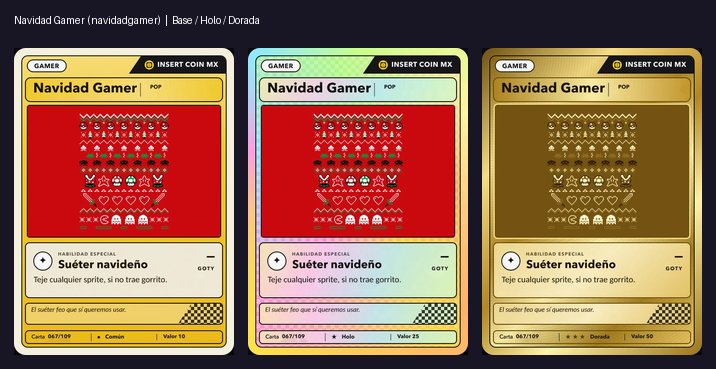 Navidad Gamer (navidadgamer) | Base / Holo / Dorada
GAMER
INSERT COIN MX
Navidad Gamer
POP
HABILIDAD ESPECIAL
Suéter navideño
GOTY
Teje cualquier sprite, si no trae gorrito.
El suéter feo que sí queremos usar.
Carta 067/109
Común
Valor 10
GAMER
INSERT COIN MX
Navidad Gamer
POP
HABILIDAD ESPECIAL
Suéter navideño
GOTY
Teje cualquier sprite, si no trae gorrito.
El suéter feo que sí queremos usar.
Carta 067/109
★ Holo
Valor 25
GAMER
INSERT COIN MX
Navidad Gamer
POP
HABILIDAD ESPECIAL
Suéter navideño
GOTY
Teje cualquier sprite, si no trae gorrito.
El suéter feo que sí queremos usar.
Carta 067/109
★★★ Dorada
Valor 50